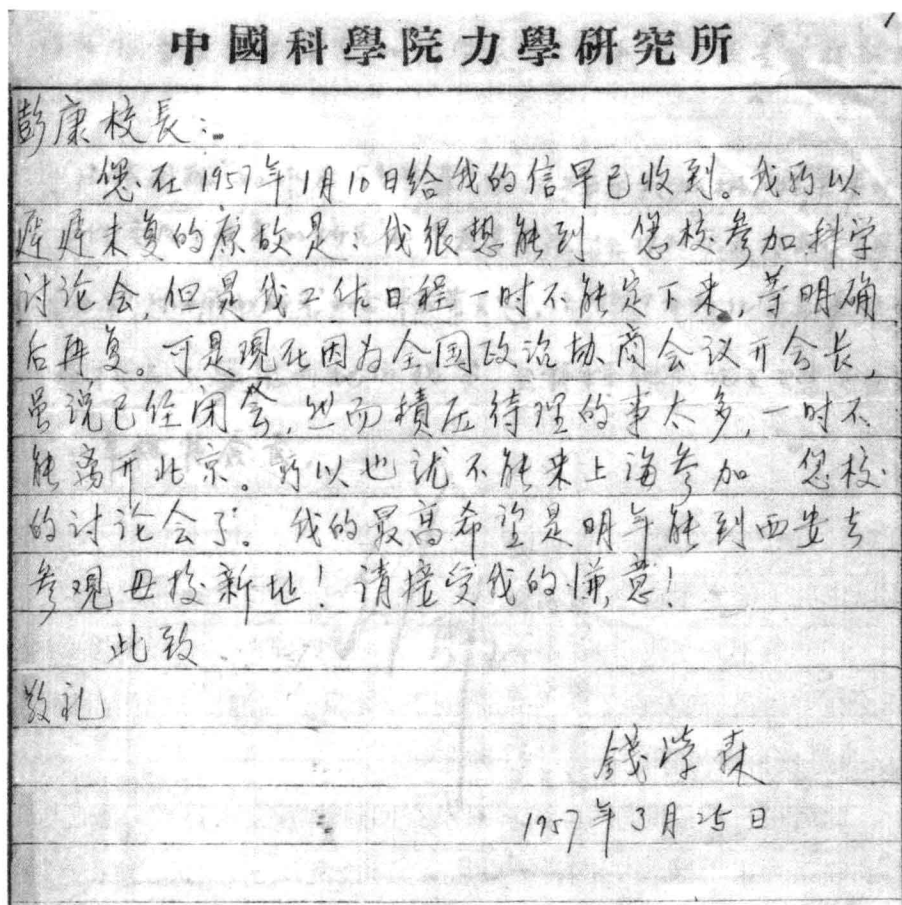 中國科學院力學研究所
彭康校長：
您在1957年1月10日给我的信早已收到。我所以
遲遲未复的原故是：我很想能到 您校参加科学
讨论会,但是我工作日程一时不能定下来,等明确
后再复。可是現在因为全国政治协商会议开会长,
虽说已经闭会,然而積压待理的事太多,一时不
能离开北京。所以也就不能来上海参加 您校
的讨论会了。 我的最高希望是明年能到西安去
参观母校新址！请接受我的慊意！
此致
敬礼
錢学森
1957年3月25日